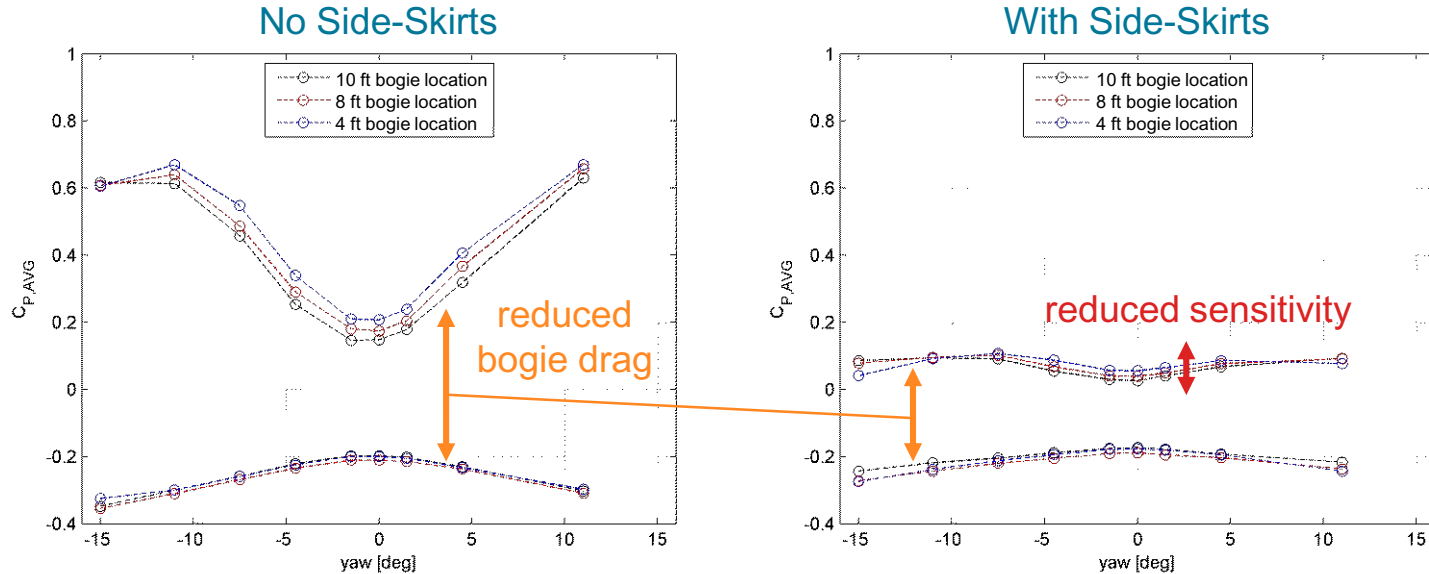 No Side-Skirts
1
0.8
0.6
0.4
0.2
0
-0.2
-0.4
-15
-10
-5
0
5
10
15
C_P,AVG
yaw [deg]
10 ft bogie location
8 ft bogie location
4 ft bogie location
reduced
bogie drag
With Side-Skirts
1
0.8
0.6
0.4
0.2
0
-0.2
-0.4
-15
-10
-5
0
5
10
15
C_P,AVG
yaw [deg]
10 ft bogie location
8 ft bogie location
4 ft bogie location
reduced sensitivity